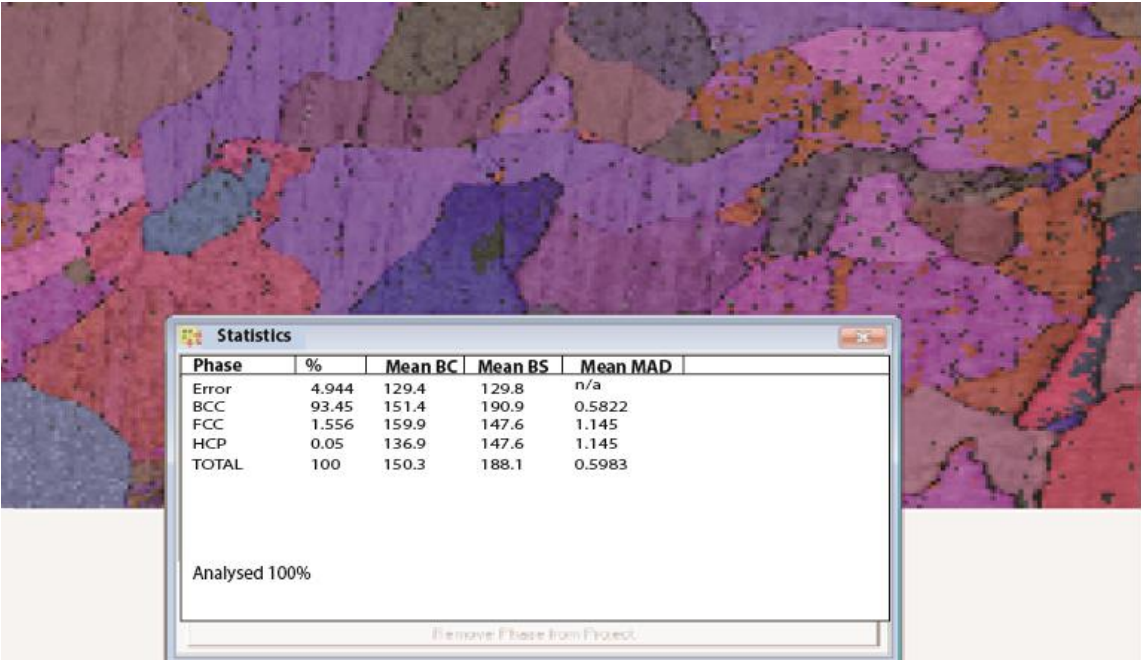 Statistics
Phase % Mean BC Mean BS Mean MAD
Error 4.944 129.4 129.8 n/a
BCC 93.45 151.4 190.9 0.5822
FCC 1.556 159.9 147.6 1.145
HCP 0.05 136.9 147.6 1.145
TOTAL 100 150.3 188.1 0.5983
Analysed 100%
Remove Phase from Project